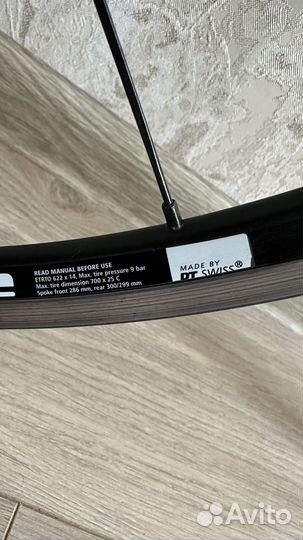 READ MANUAL BEFORE USE
ETRTO 622 x 14, Max. tire pressure 9 bar
Max. tire dimension 700 x 25 C
Spoke front 286 mm, rear 300/299 mm
MADE BY
DT SWISS®
Avito